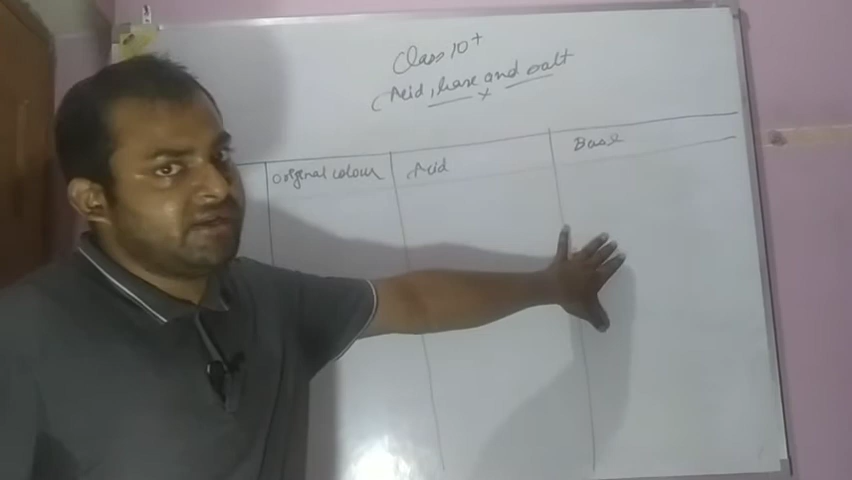 Class 10+
Acid, base and salt
x
Original colour
Acid
Base